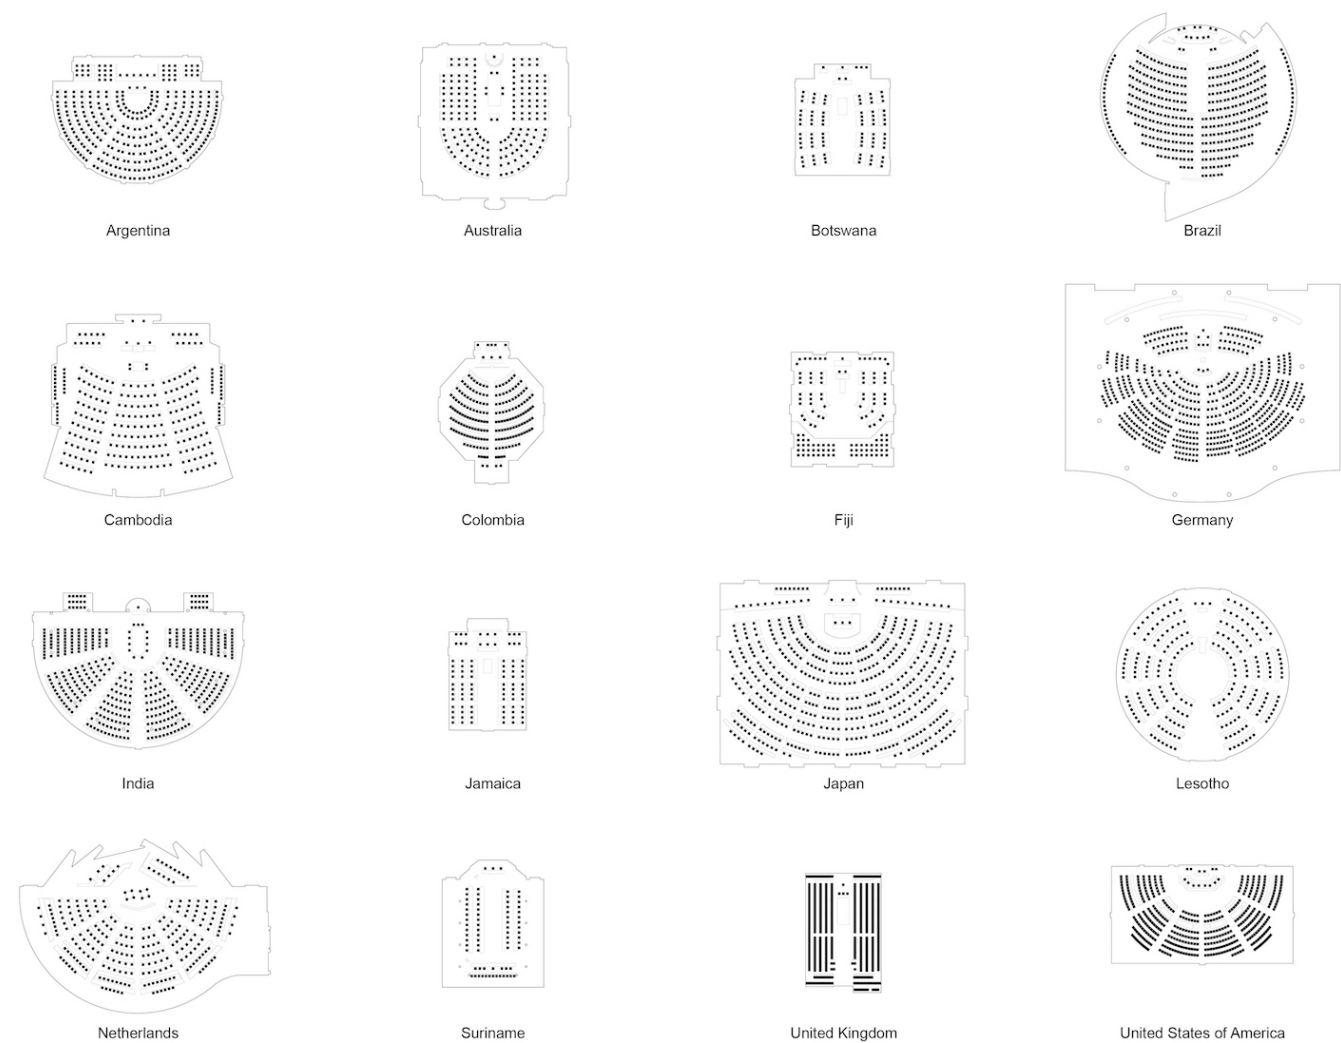 Argentina
Australia
Botswana
Brazil
Cambodia
Colombia
Fiji
Germany
India
Jamaica
Japan
Lesotho
Netherlands
Suriname
United Kingdom
United States of America